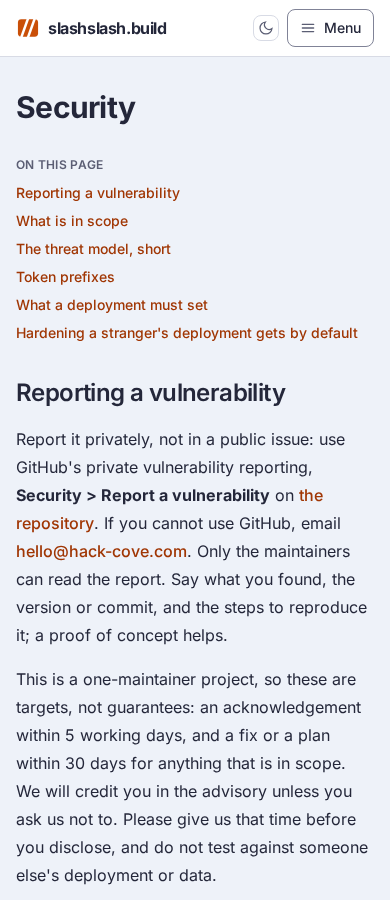 slashslash.build
Menu
Security
ON THIS PAGE
Reporting a vulnerability
What is in scope
The threat model, short
Token prefixes
What a deployment must set
Hardening a stranger's deployment gets by default
Reporting a vulnerability
Report it privately, not in a public issue: use
GitHub's private vulnerability reporting,
Security > Report a vulnerability on the
repository. If you cannot use GitHub, email
hello@hack-cove.com. Only the maintainers
can read the report. Say what you found, the
version or commit, and the steps to reproduce
it; a proof of concept helps.
This is a one-maintainer project, so these are
targets, not guarantees: an acknowledgement
within 5 working days, and a fix or a plan
within 30 days for anything that is in scope.
We will credit you in the advisory unless you
ask us not to. Please give us that time before
you disclose, and do not test against someone
else's deployment or data.